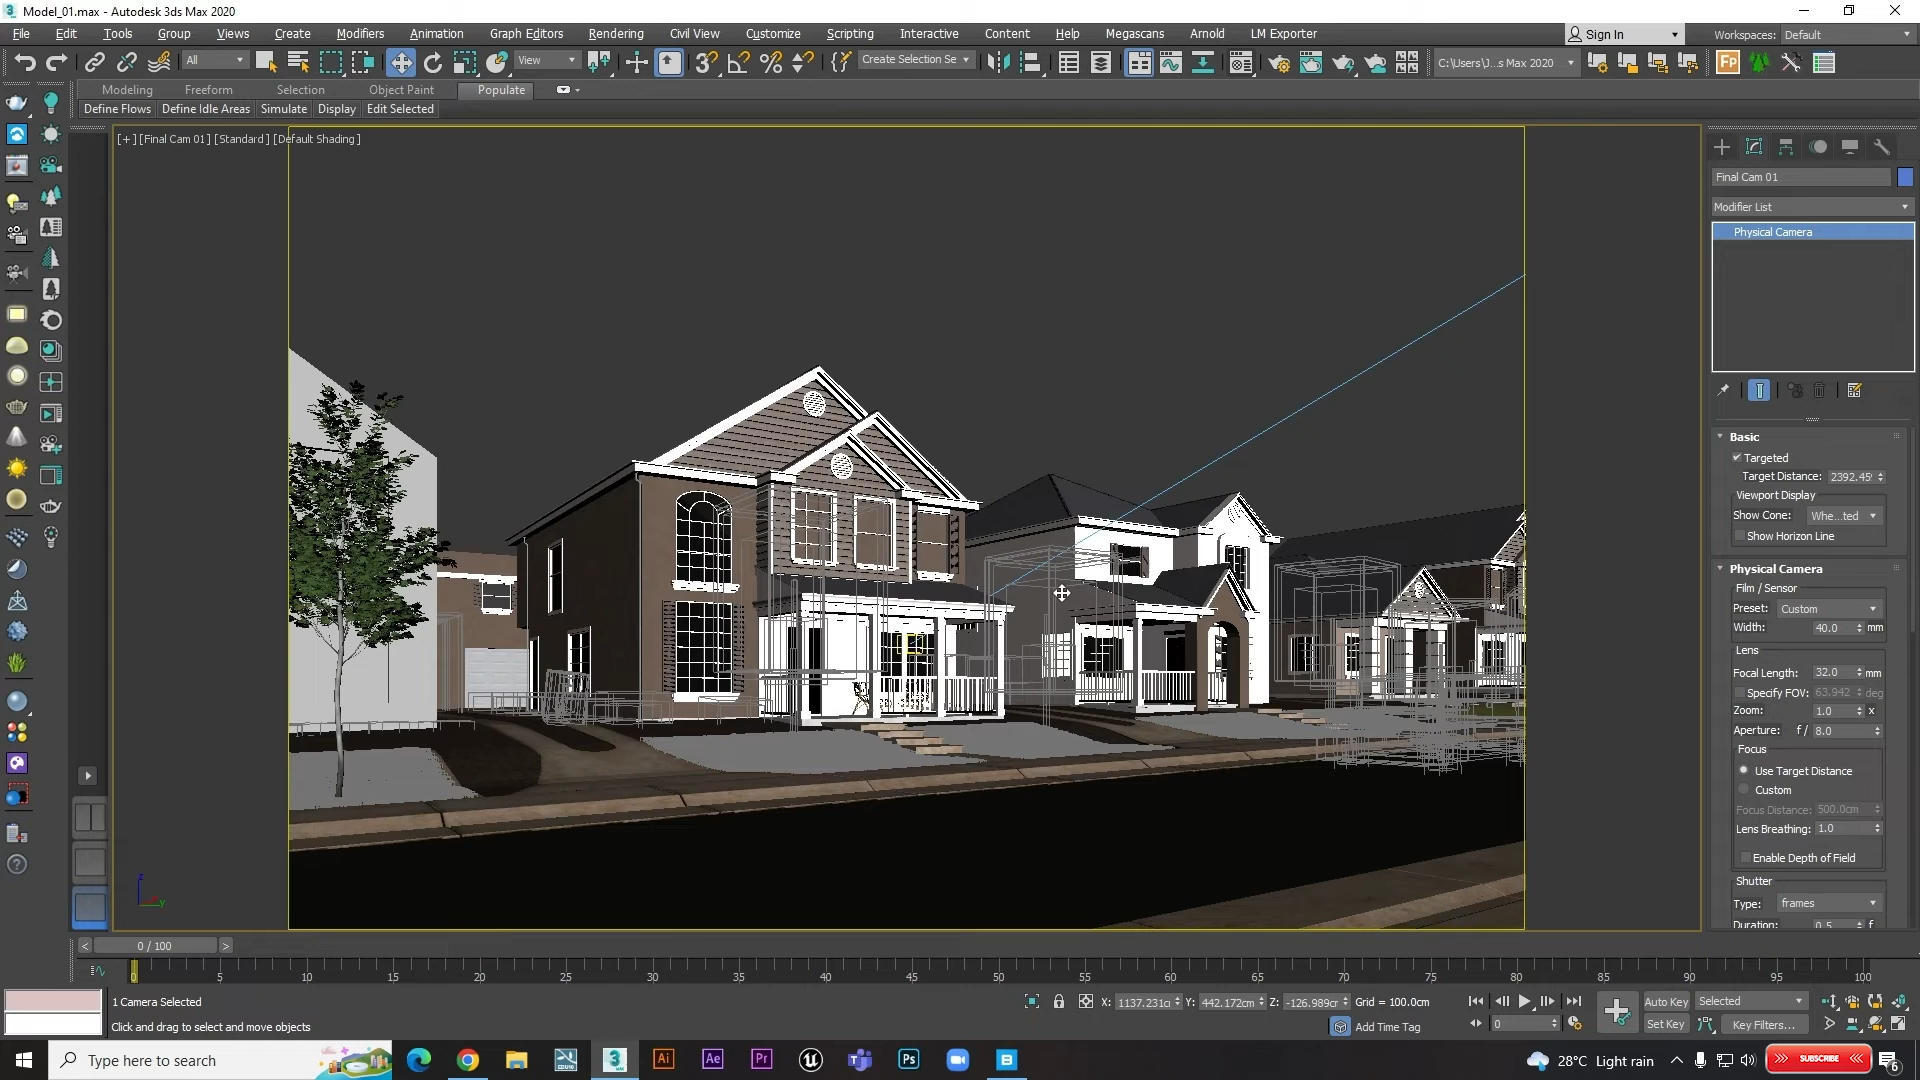 Model_01.max - Autodesk 3ds Max 2020
File Edit Tools Group Views Create Modifiers Animation Graph Editors Rendering Civil View Customize Scripting Interactive Content Help Megascans Arnold LM Exporter Sign In Workspaces: Default
All View Create Selection Se C:\Users\J...s Max 2020
Modeling Freeform Selection Object Paint Populate
Define Flows Define Idle Areas Simulate Display Edit Selected
[+] [Final Cam 01] [Standard] [Default Shading]
Final Cam 01
Modifier List
Physical Camera
Basic
Targeted
Target Distance: 2392.45
Viewport Display
Show Cone: Whe...ted
Show Horizon Line
Physical Camera
Film / Sensor
Preset: Custom
Width: 40.0 mm
Lens
Focal Length: 32.0 mm
Specify FOV: 63.942 deg
Zoom: 1.0 x
Aperture: f / 8.0
Focus
Use Target Distance
Custom
Focus Distance: 500.0cm
Lens Breathing: 1.0
Enable Depth of Field
Shutter
Type: frames
Duration: 0.5 f
z
y
< 0 / 100 >
0 5 10 15 20 25 30 35 40 45 50 55 60 65 70 75 80 85 90 95 100
1 Camera Selected X: 1137.231cr Y: 442.172cm Z: -126.989cr Grid = 100.0cm Auto Key Selected
Click and drag to select and move objects Add Time Tag 0 Set Key Key Filters...
Type here to search 28°C Light rain SUBSCRIBE 6